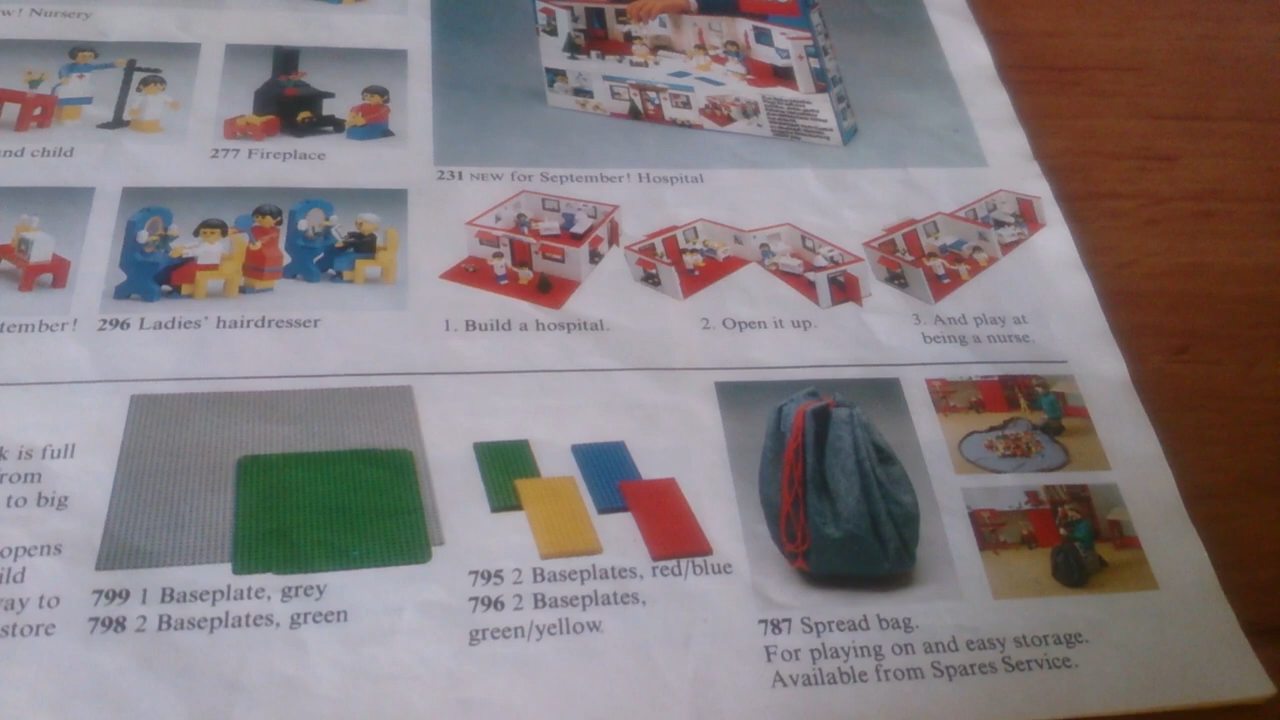 w! Nursery
nd child
277 Fireplace
231 NEW for September! Hospital
tember!
296 Ladies' hairdresser
1. Build a hospital.
2. Open it up.
3. And play at
being a nurse.
k is full
rom
to big
opens
ild
ay to
store
799 1 Baseplate, grey
798 2 Baseplates, green
795 2 Baseplates, red/blue
796 2 Baseplates,
green/yellow.
787 Spread bag.
For playing on and easy storage.
Available from Spares Service.